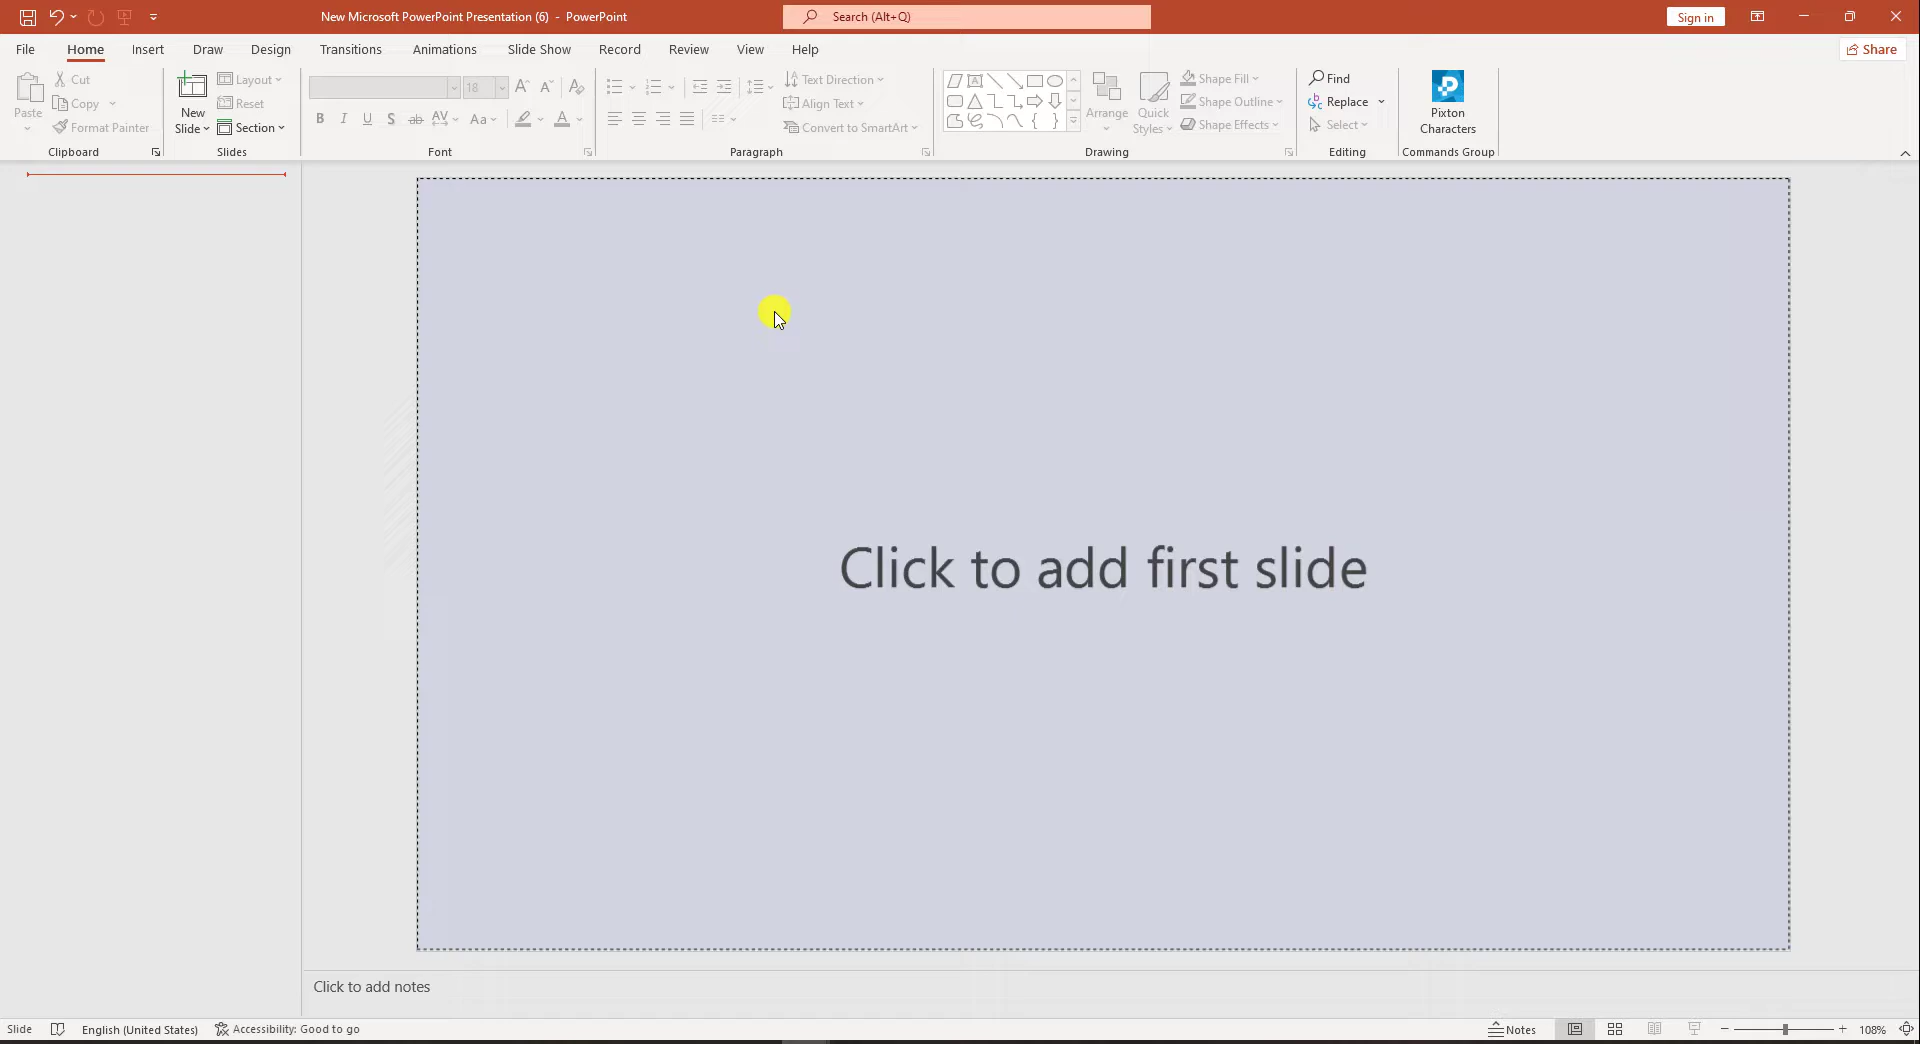 New Microsoft PowerPoint Presentation (6) - PowerPoint
Search (Alt+Q)
Sign in
File
Home
Insert
Draw
Design
Transitions
Animations
Slide Show
Record
Review
View
Help
Share
Paste
Cut
Copy
Format Painter
Clipboard
New
Slide
Layout
Reset
Section
Slides
18
B
I
U
S
ab
AV
Aa
A
Font
Text Direction
Align Text
Convert to SmartArt
Paragraph
Arrange
Quick
Styles
Shape Fill
Shape Outline
Shape Effects
Drawing
Find
Replace
Select
Editing
Pixton
Characters
Commands Group
Click to add first slide
Click to add notes
Slide
English (United States)
Accessibility: Good to go
Notes
108%